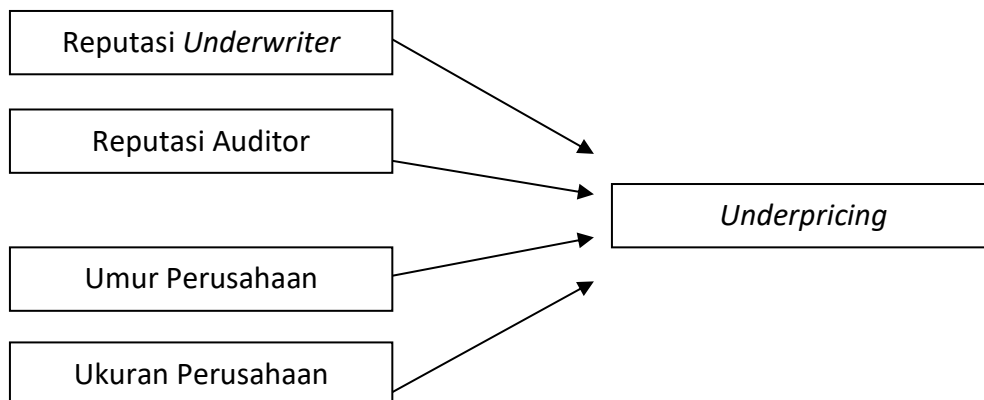 Reputasi Underwriter
Reputasi Auditor
Underpricing
Umur Perusahaan
Ukuran Perusahaan